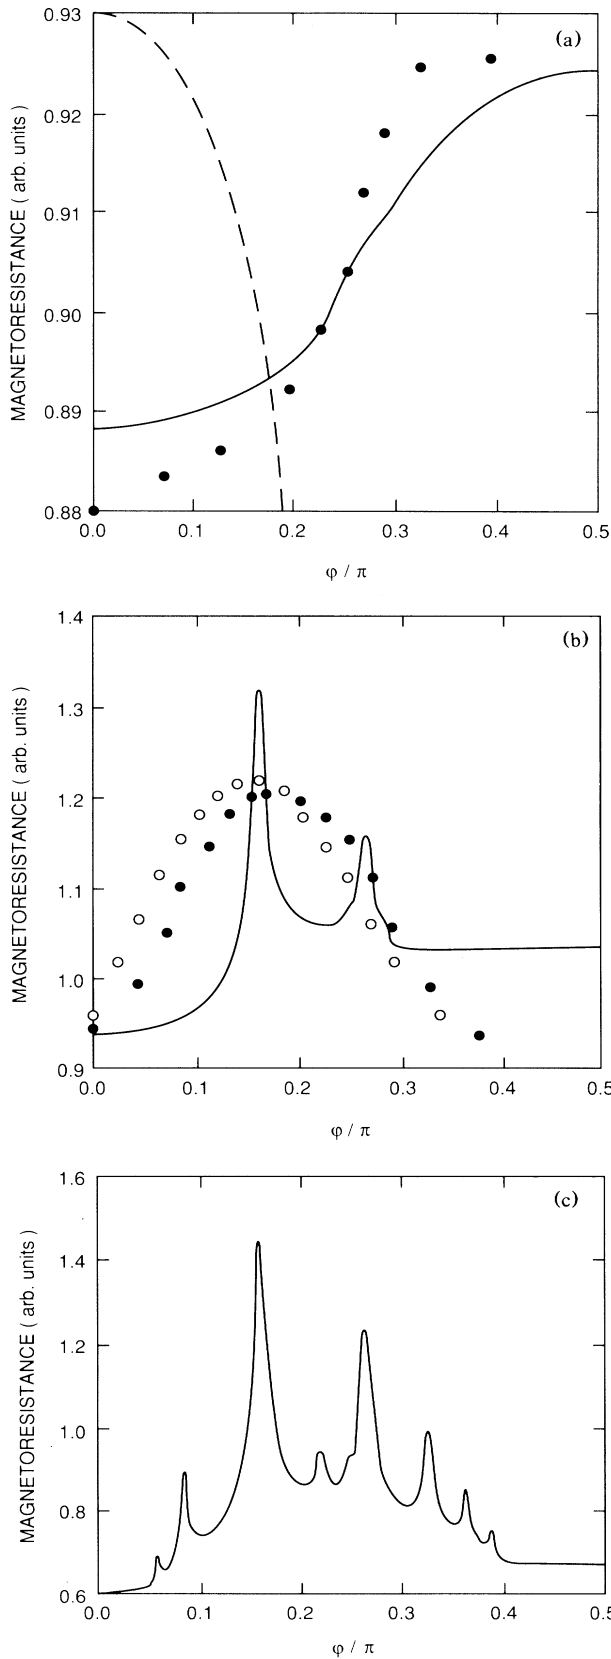 (a)
MAGNETORESISTANCE ( arb. units )
0.93
0.92
0.91
0.90
0.89
0.88
0.0 0.1 0.2 0.3 0.4 0.5
φ / π
(b)
MAGNETORESISTANCE ( arb. units )
1.4
1.3
1.2
1.1
1.0
0.9
0.0 0.1 0.2 0.3 0.4 0.5
φ / π
(c)
MAGNETORESISTANCE ( arb. units )
1.6
1.4
1.2
1.0
0.8
0.6
0.0 0.1 0.2 0.3 0.4 0.5
φ / π